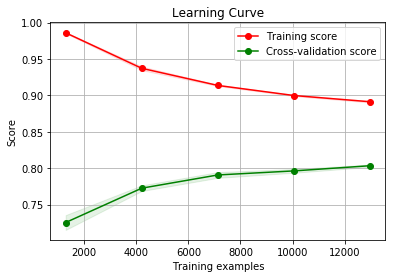 Learning Curve
Training score
Cross-validation score
Score
1.00
0.95
0.90
0.85
0.80
0.75
2000 4000 6000 8000 10000 12000
Training examples